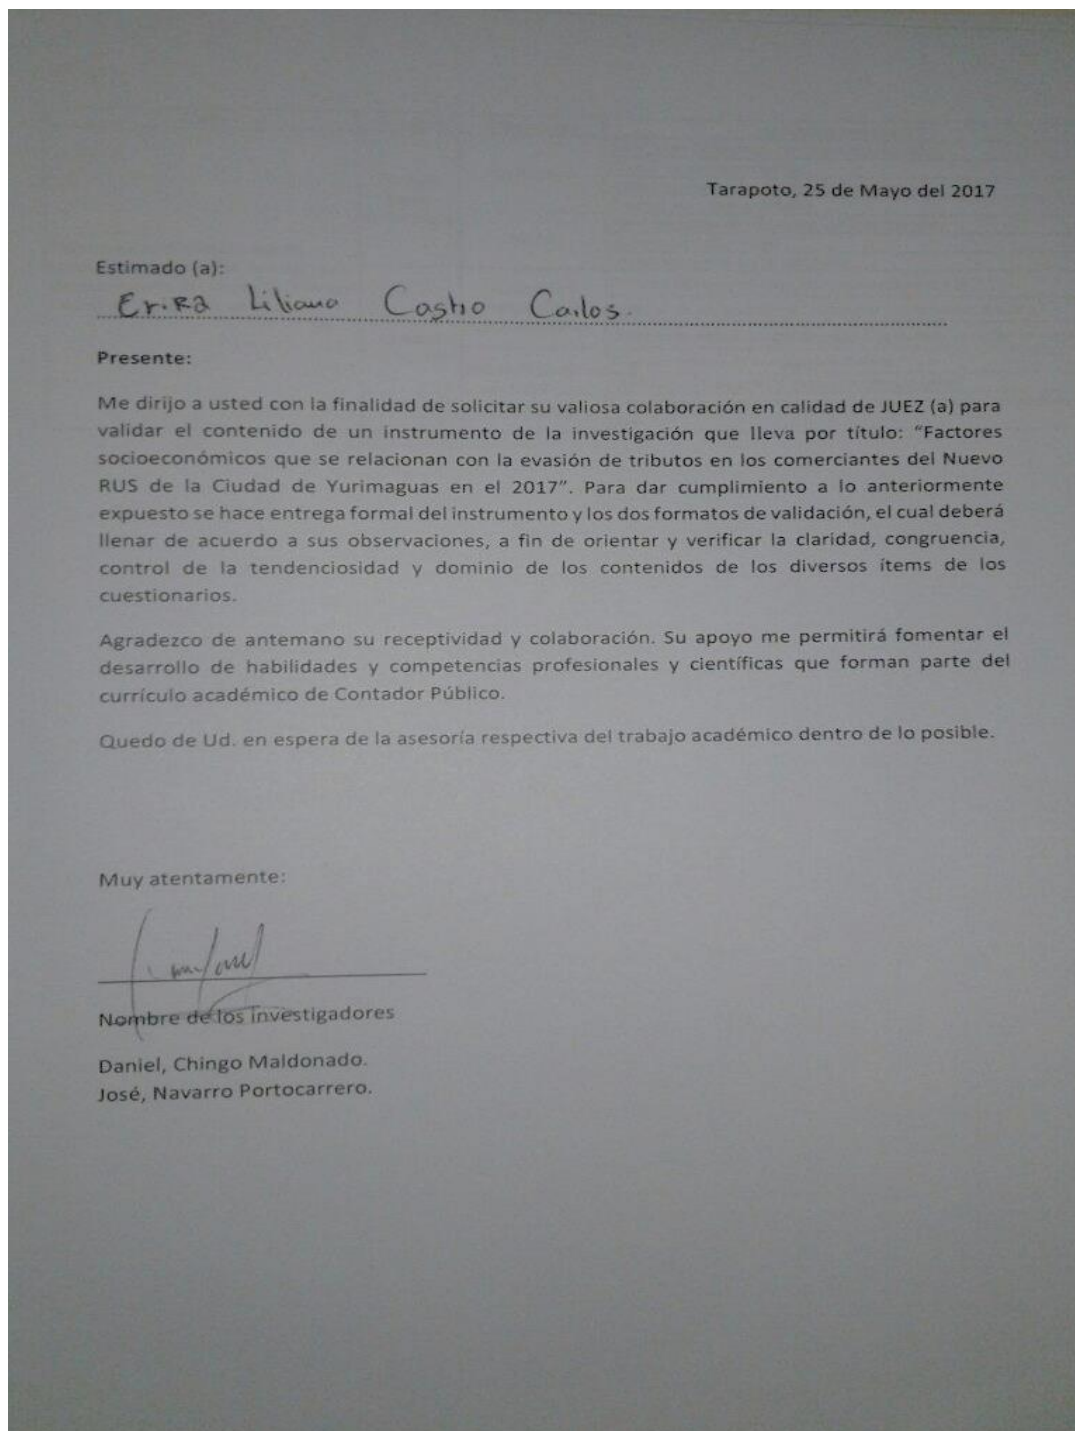 Tarapoto, 25 de Mayo del 2017
Estimado (a):
Erika Liliana Castro Carlos.
Presente:
Me dirijo a usted con la finalidad de solicitar su valiosa colaboración en calidad de JUEZ (a) para
validar el contenido de un instrumento de la investigación que lleva por título: “Factores
socioeconómicos que se relacionan con la evasión de tributos en los comerciantes del Nuevo
RUS de la Ciudad de Yurimaguas en el 2017”. Para dar cumplimiento a lo anteriormente
expuesto se hace entrega formal del instrumento y los dos formatos de validación, el cual deberá
llenar de acuerdo a sus observaciones, a fin de orientar y verificar la claridad, congruencia,
control de la tendenciosidad y dominio de los contenidos de los diversos ítems de los
cuestionarios.
Agradezco de antemano su receptividad y colaboración. Su apoyo me permitirá fomentar el
desarrollo de habilidades y competencias profesionales y científicas que forman parte del
currículo académico de Contador Público.
Quedo de Ud. en espera de la asesoría respectiva del trabajo académico dentro de lo posible.
Muy atentamente:
Nombre de los investigadores
Daniel, Chingo Maldonado.
José, Navarro Portocarrero.